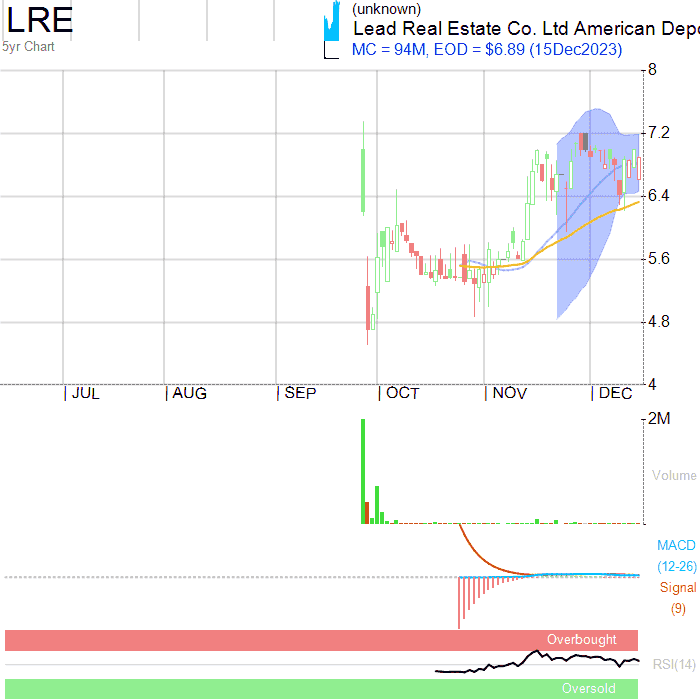 LRE
5yr Chart
(unknown)
Lead Real Estate Co. Ltd American Depo
MC = 94M, EOD = $6.89 (15Dec2023)
8
7.2
6.4
5.6
4.8
4
JUL AUG SEP OCT NOV DEC
2M
Volume
MACD
(12-26)
Signal
(9)
Overbought
RSI(14)
Oversold